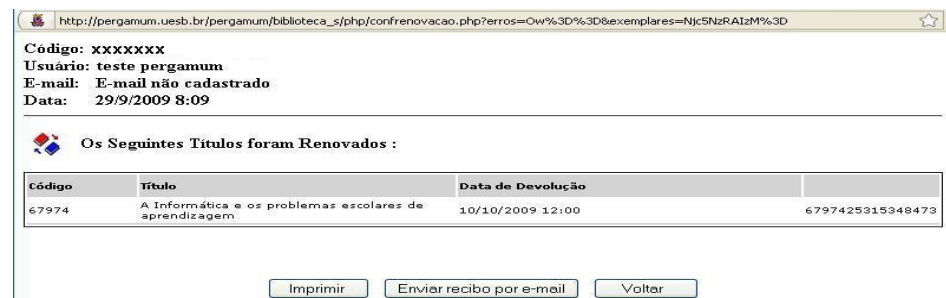 http://pergamum.uesb.br/pergamum/biblioteca_s/php/confrenovacao.php?erros=Ow%3D%3D&exemplares=Njc5NzRAIzM%3D
Código: xxxxxxx
Usuário: teste pergamum
E-mail: E-mail não cadastrado
Data: 29/9/2009 8:09
Os Seguintes Títulos foram Renovados :
Código Título Data de Devolução
67974 A Informática e os problemas escolares de aprendizagem 10/10/2009 12:00 6797425315348473
Imprimir Enviar recibo por e-mail Voltar